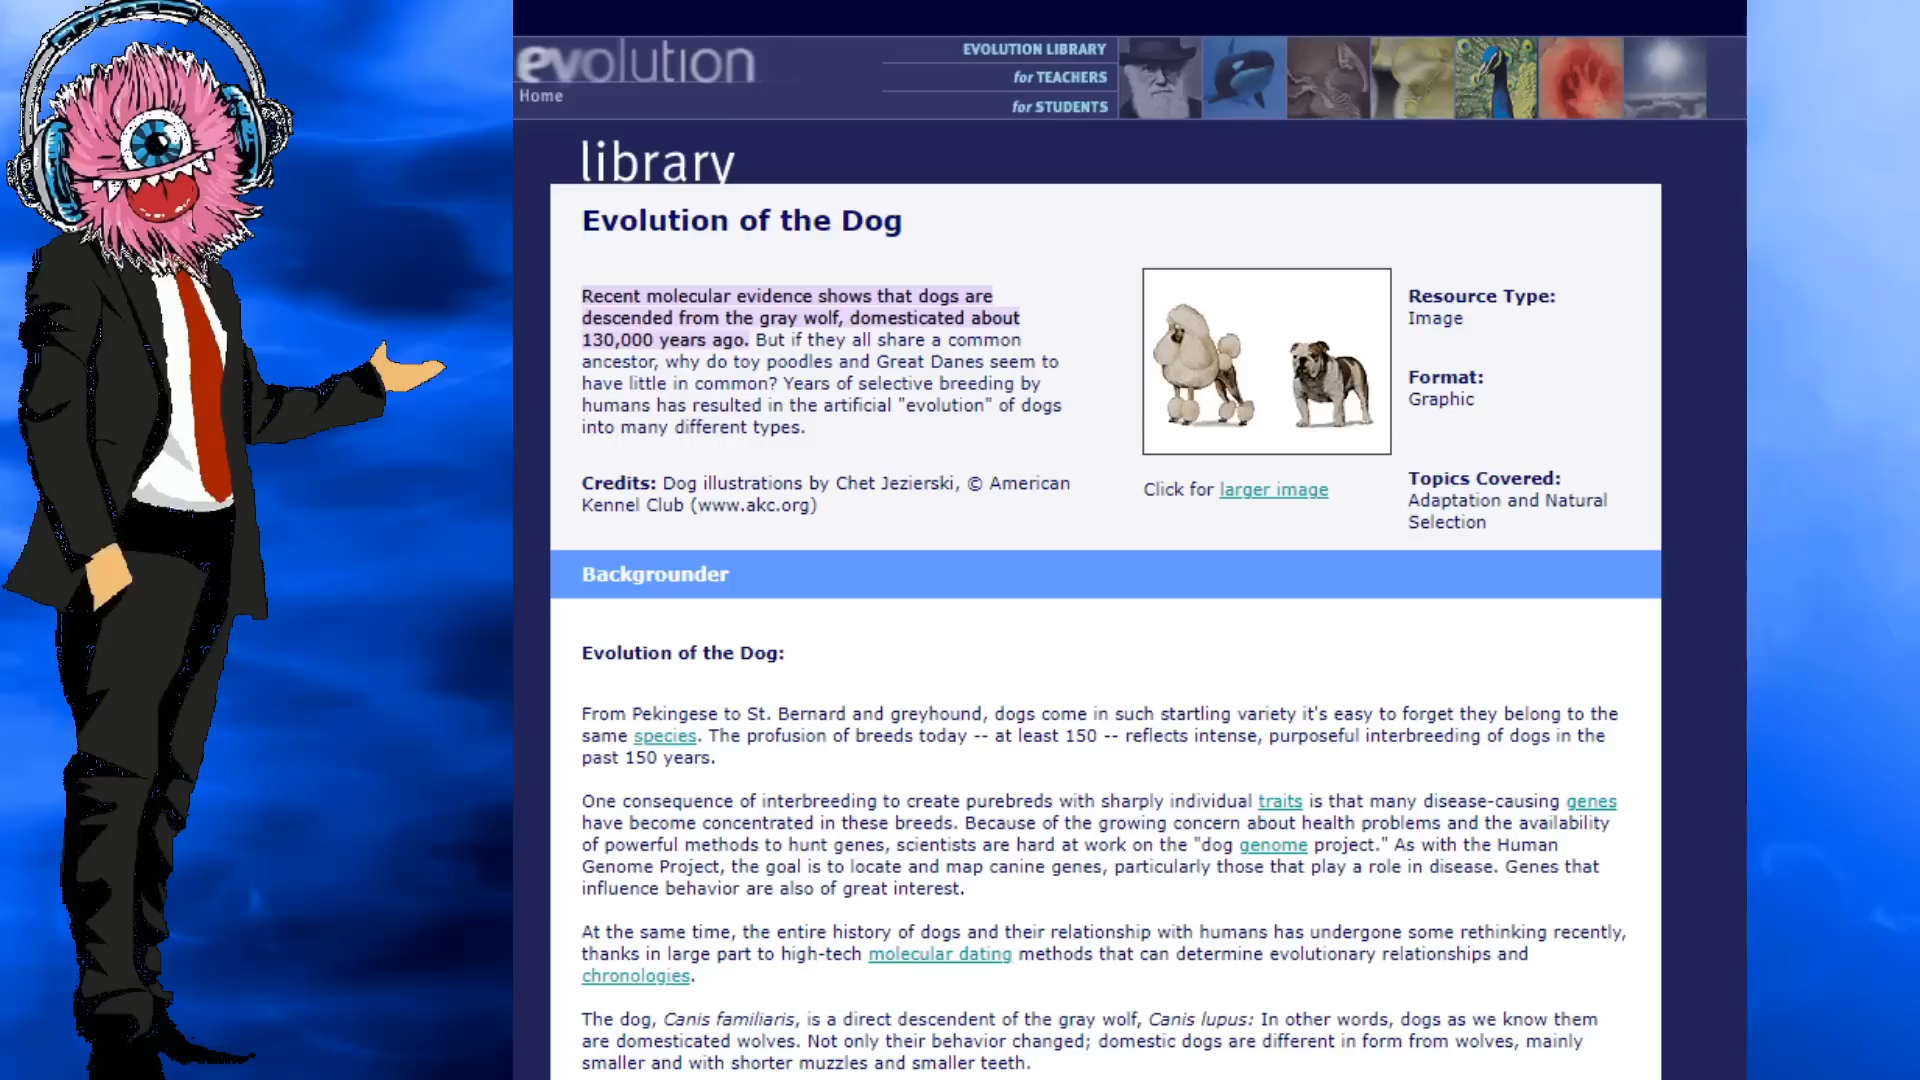 evolution
Home
EVOLUTION LIBRARY
for TEACHERS
for STUDENTS
library
Evolution of the Dog
Recent molecular evidence shows that dogs are
descended from the gray wolf, domesticated about
130,000 years ago. But if they all share a common
ancestor, why do toy poodles and Great Danes seem to
have little in common? Years of selective breeding by
humans has resulted in the artificial "evolution" of dogs
into many different types.
Credits: Dog illustrations by Chet Jezierski, © American
Kennel Club (www.akc.org)
Click for larger image
Resource Type:
Image
Format:
Graphic
Topics Covered:
Adaptation and Natural
Selection
Backgrounder
Evolution of the Dog:
From Pekingese to St. Bernard and greyhound, dogs come in such startling variety it's easy to forget they belong to the
same species. The profusion of breeds today -- at least 150 -- reflects intense, purposeful interbreeding of dogs in the
past 150 years.
One consequence of interbreeding to create purebreds with sharply individual traits is that many disease-causing genes
have become concentrated in these breeds. Because of the growing concern about health problems and the availability
of powerful methods to hunt genes, scientists are hard at work on the "dog genome project." As with the Human
Genome Project, the goal is to locate and map canine genes, particularly those that play a role in disease. Genes that
influence behavior are also of great interest.
At the same time, the entire history of dogs and their relationship with humans has undergone some rethinking recently,
thanks in large part to high-tech molecular dating methods that can determine evolutionary relationships and
chronologies.
The dog, Canis familiaris, is a direct descendent of the gray wolf, Canis lupus: In other words, dogs as we know them
are domesticated wolves. Not only their behavior changed; domestic dogs are different in form from wolves, mainly
smaller and with shorter muzzles and smaller teeth.